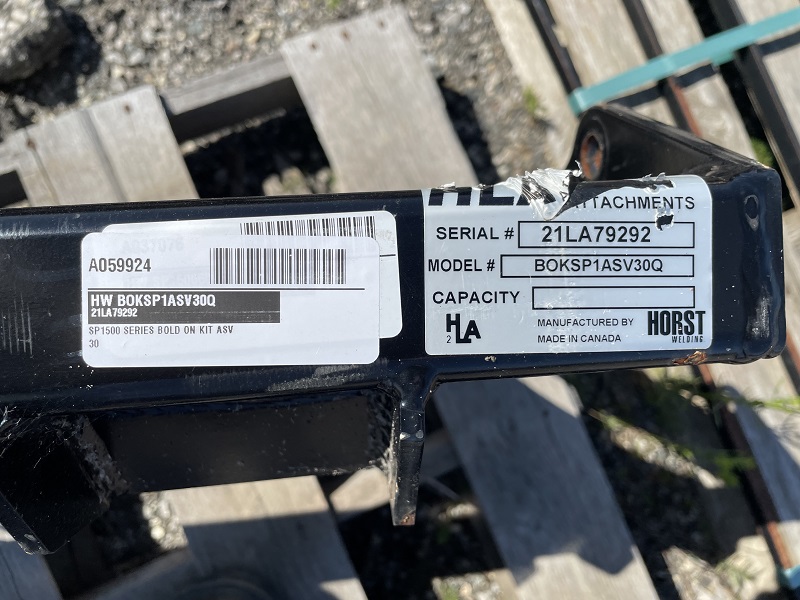 A059924
HW BOKSP1ASV30Q
21LA79292
SP1500 SERIES BOLD ON KIT ASV
30
ATTACHMENTS
SERIAL # 21LA79292
MODEL # BOKSP1ASV30Q
CAPACITY
HLA
2
MANUFACTURED BY
MADE IN CANADA
HORST
WELDING